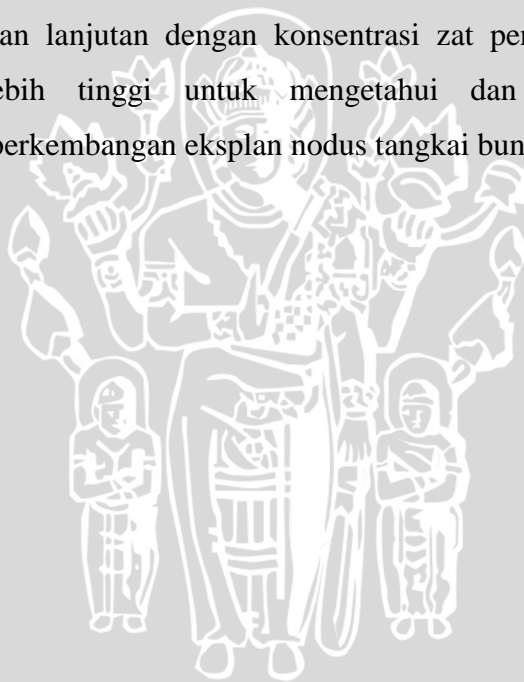 an lanjutan dengan konsentrasi zat per
ebih tinggi untuk mengetahui dan
perkembangan eksplan nodus tangkai bun